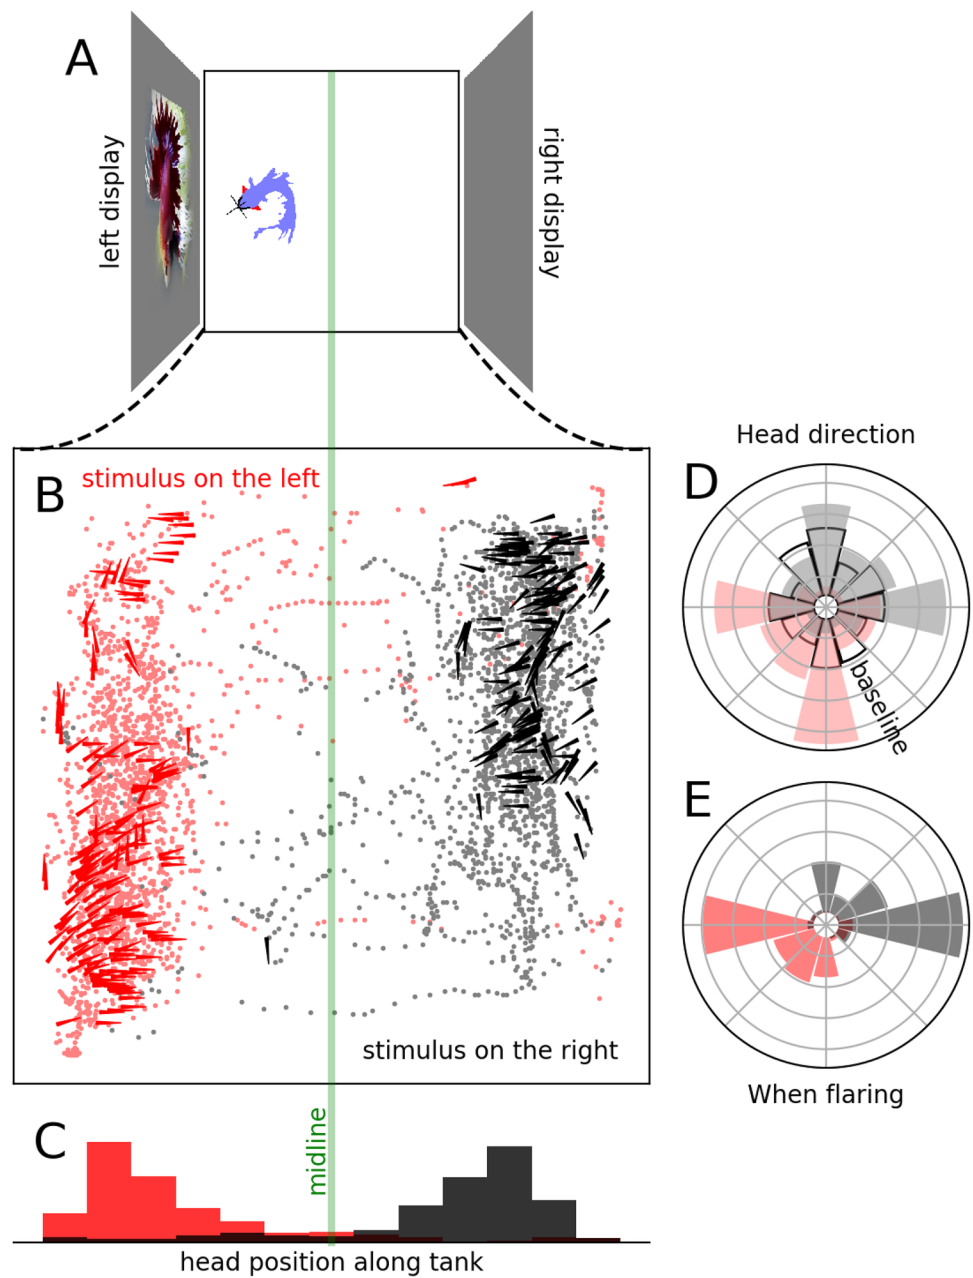 A
left display
right display
B
stimulus on the left
stimulus on the right
midline
C
head position along tank
Head direction
D
baseline
E
When flaring